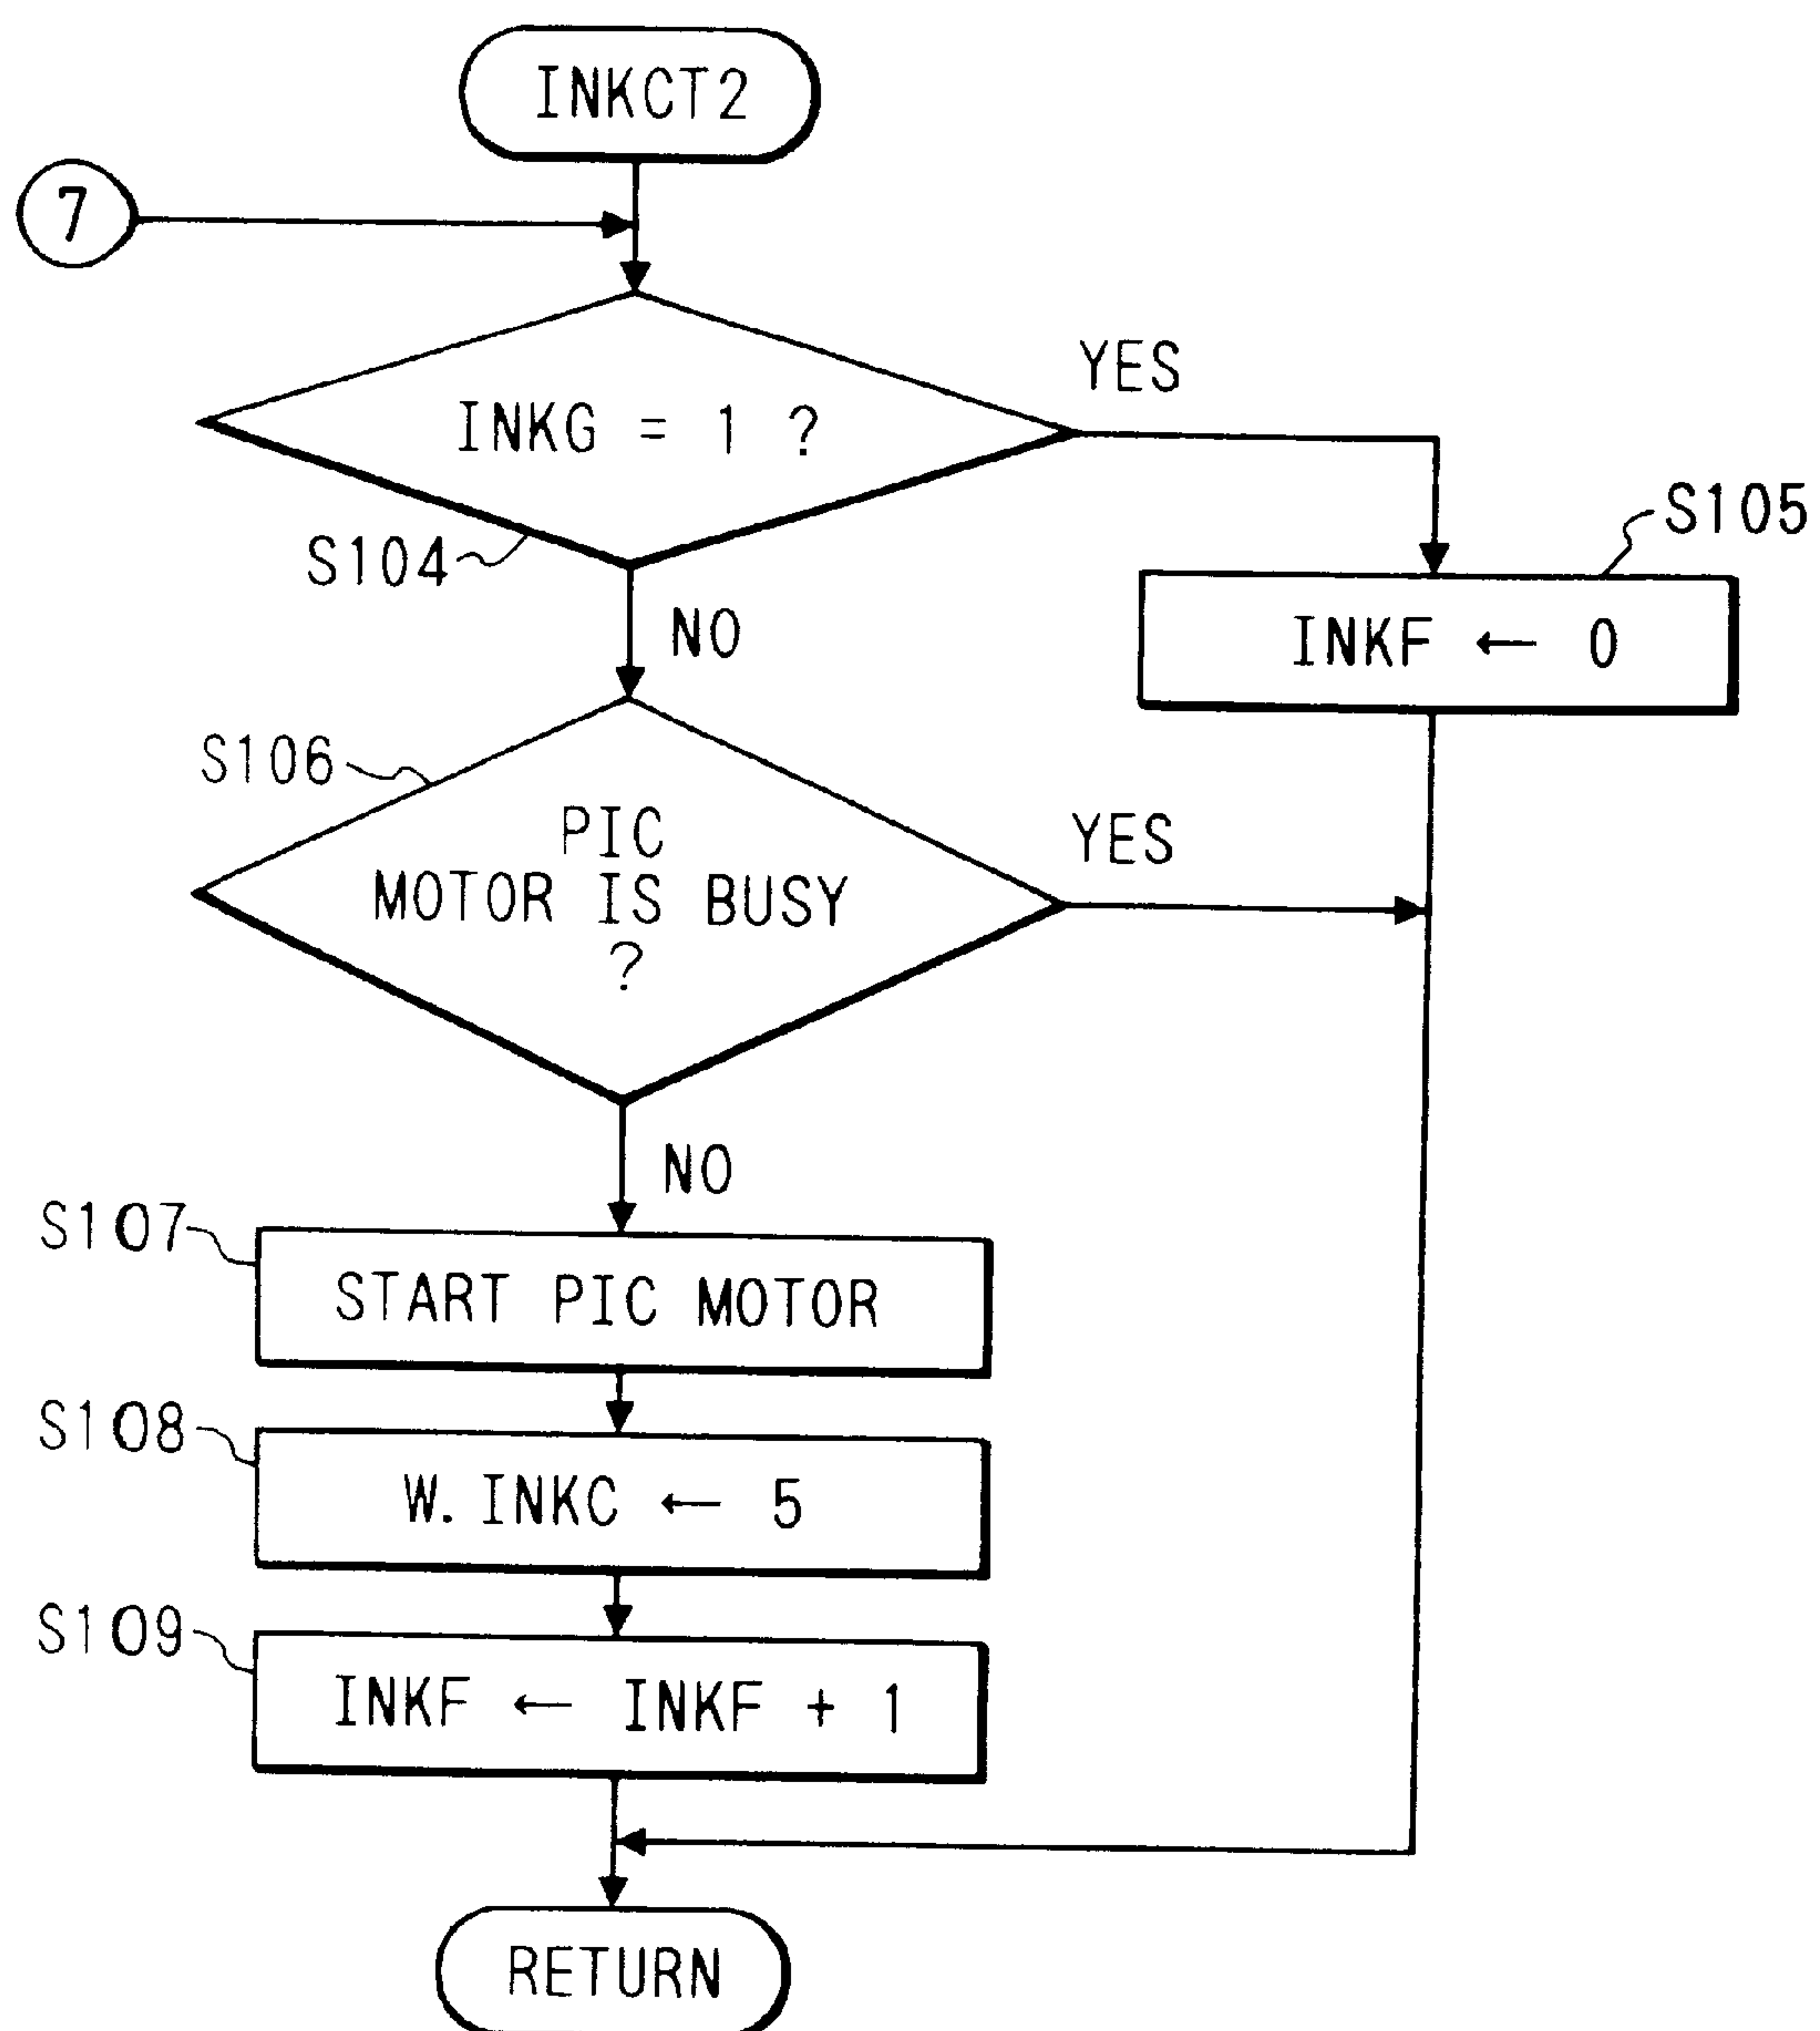 INKCT2
7
INKG = 1 ?
YES
S104
NO
S105
INKF ← 0
S106
PIC
MOTOR IS BUSY
?
YES
NO
S107
START PIC MOTOR
S108
W. INKC ← 5
S109
INKF ← INKF + 1
RETURN